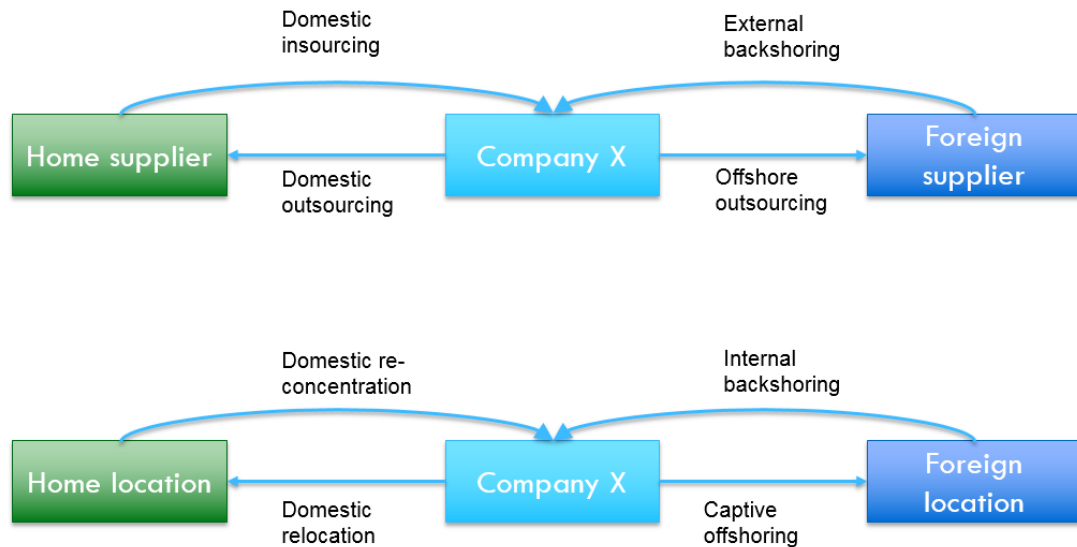 Domestic
insourcing
External
backshoring
Home supplier
Company X
Foreign
supplier
Domestic
outsourcing
Offshore
outsourcing
Domestic re-
concentration
Internal
backshoring
Home location
Company X
Foreign
location
Domestic
relocation
Captive
offshoring